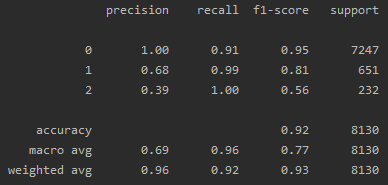 precision recall f1-score support
0 1.00 0.91 0.95 7247
1 0.68 0.99 0.81 651
2 0.39 1.00 0.56 232
accuracy 0.92 8130
macro avg 0.69 0.96 0.77 8130
weighted avg 0.96 0.92 0.93 8130